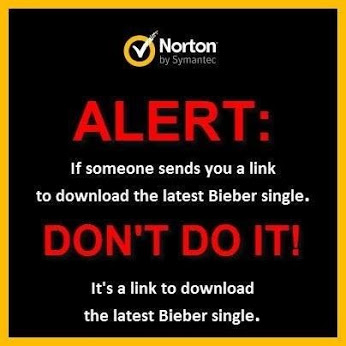 Norton
by Symantec
ALERT:
If someone sends you a link
to download the latest Bieber single.
DON'T DO IT!
It's a link to download
the latest Bieber single.